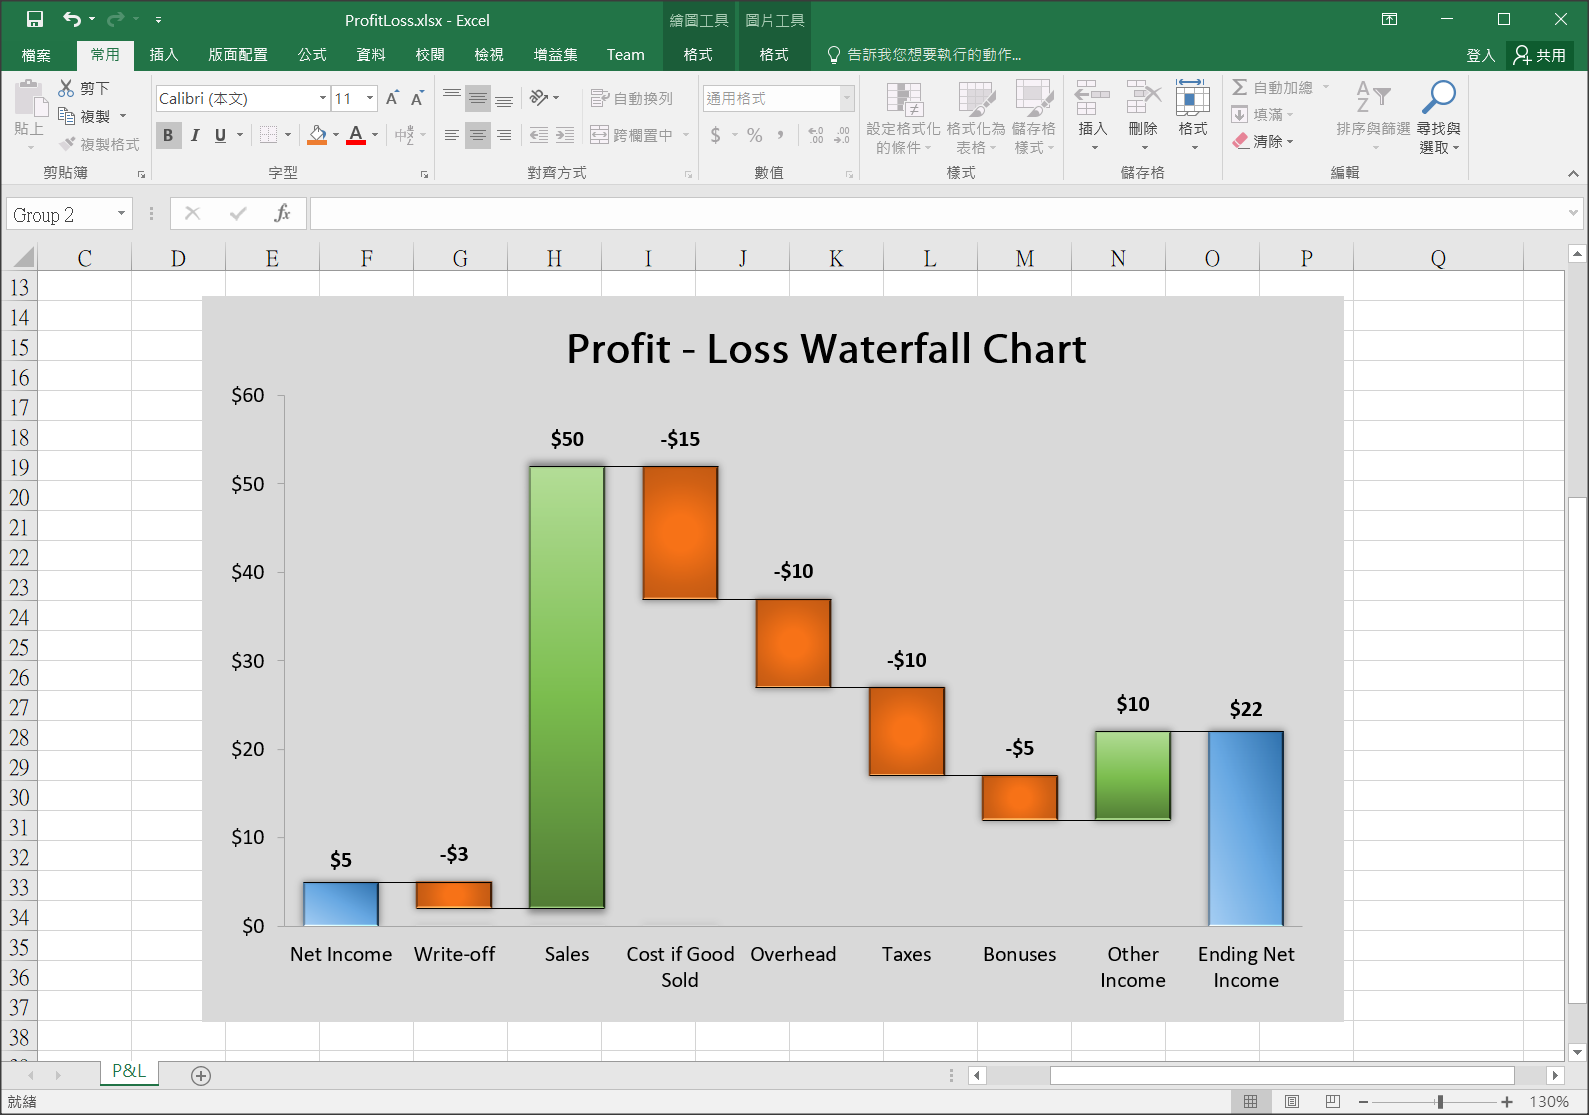 ProfitLoss.xlsx - Excel
繪圖工具 圖片工具
檔案 常用 插入 版面配置 公式 資料 校閱 檢視 增益集 Team 格式 格式 告訴我您想要執行的動作... 登入 共用
貼上
剪下
複製
複製格式
剪貼簿
Calibri (本文) 11 A A
B I U A 中
字型
自動換列
跨欄置中
對齊方式
通用格式
$ % , .00 .00
數值
設定格式化的條件
格式化為表格
儲存格樣式
樣式
插入 刪除 格式
儲存格
自動加總
填滿
清除
排序與篩選
尋找與選取
編輯
Group 2 fx
C D E F G H I J K L M N O P Q
13
14
15
16
17
18
19
20
21
22
23
24
25
26
27
28
29
30
31
32
33
34
35
36
37
38
Profit - Loss Waterfall Chart
$60
$50
$40
$30
$20
$10
$0
$5 -$3 $50 -$15 -$10 -$10 -$5 $10 $22
Net Income Write-off Sales Cost if Good Sold Overhead Taxes Bonuses Other Income Ending Net Income
P&L
就緒 130%